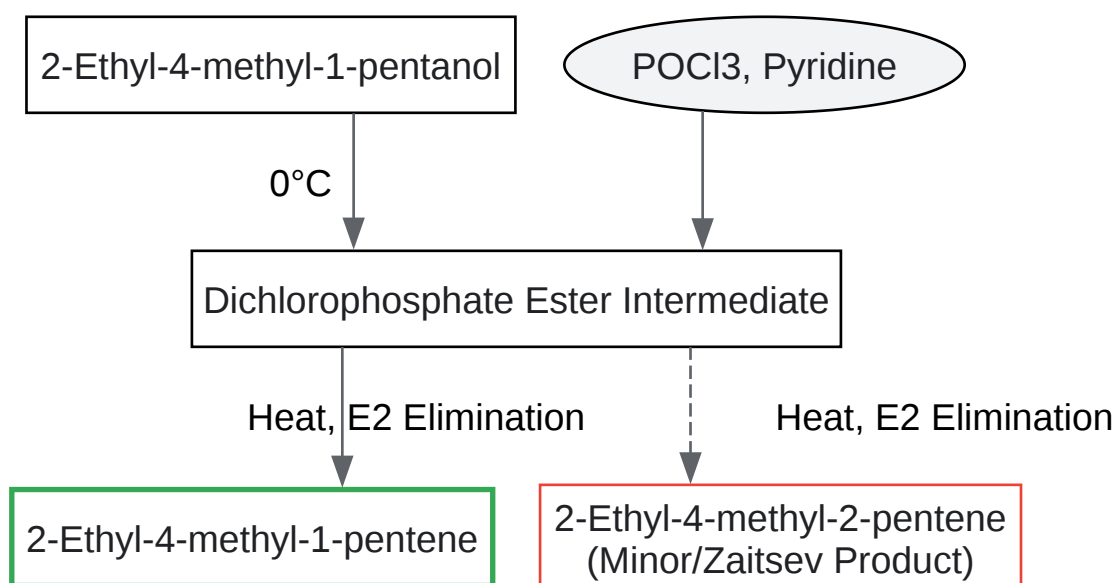 2-Ethyl-4-methyl-1-pentanol
POCl3, Pyridine
0°C
Dichlorophosphate Ester Intermediate
Heat, E2 Elimination
Heat, E2 Elimination
2-Ethyl-4-methyl-1-pentene
2-Ethyl-4-methyl-2-pentene
(Minor/Zaitsev Product)